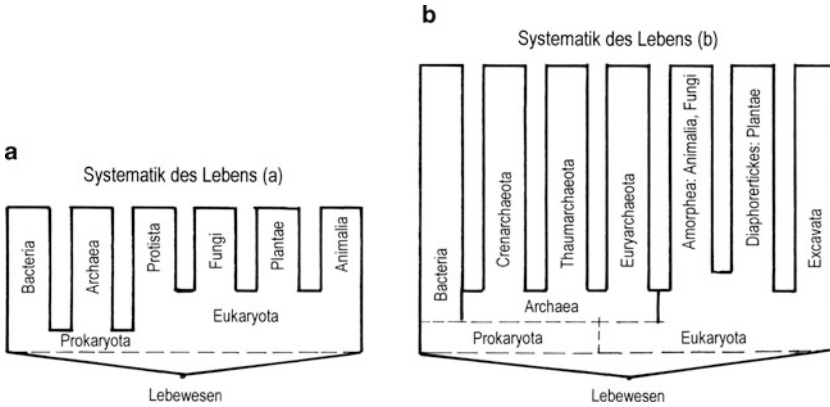 a
Systematik des Lebens (a)
Bacteria
Archaea
Protista
Fungi
Plantae
Animalia
Eukaryota
Prokaryota
Lebewesen
b
Systematik des Lebens (b)
Bacteria
Crenarchaeota
Thaumarchaeota
Euryarchaeota
Amorphea: Animalia, Fungi
Diaphorertickes: Plantae
Excavata
Archaea
Prokaryota
Eukaryota
Lebewesen